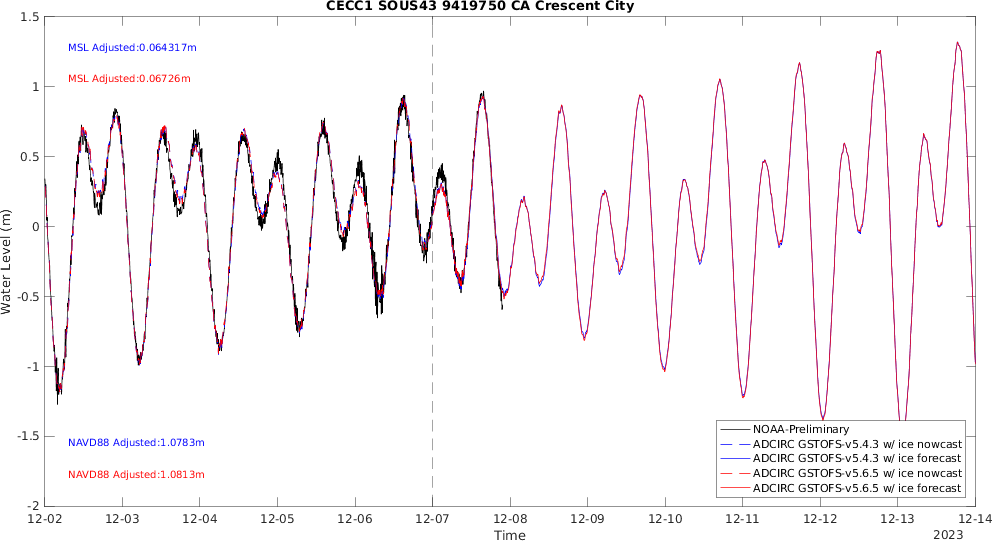 CECC1 SOUS43 9419750 CA Crescent City
MSL Adjusted:0.064317m
MSL Adjusted:0.06726m
NAVD88 Adjusted:1.0783m
NAVD88 Adjusted:1.0813m
Water Level (m)
1.5
1
0.5
0
-0.5
-1
-1.5
-2
NOAA-Preliminary
ADCIRC GSTOFS-v5.4.3 w/ ice nowcast
ADCIRC GSTOFS-v5.4.3 w/ ice forecast
ADCIRC GSTOFS-v5.6.5 w/ ice nowcast
ADCIRC GSTOFS-v5.6.5 w/ ice forecast
12-02 12-03 12-04 12-05 12-06 12-07 12-08 12-09 12-10 12-11 12-12 12-13 12-14
Time
2023